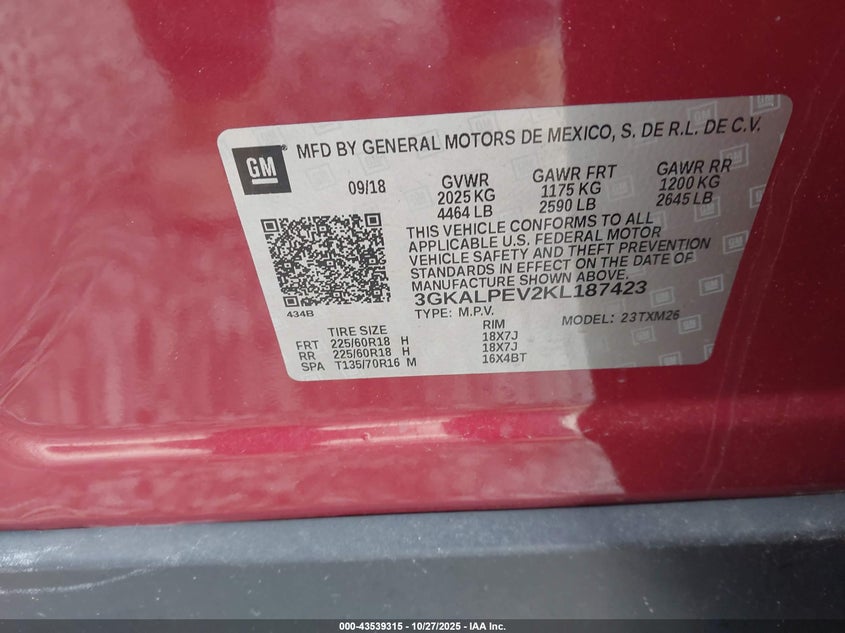 GM
MFD BY GENERAL MOTORS DE MEXICO, S. DE R.L. DE C.V.
09/18
GVWR GAWR FRT GAWR RR
2025 KG 1175 KG 1200 KG
4464 LB 2590 LB 2645 LB
THIS VEHICLE CONFORMS TO ALL
APPLICABLE U.S. FEDERAL MOTOR
VEHICLE SAFETY AND THEFT PREVENTION
STANDARDS IN EFFECT ON THE DATE OF
MANUFACTURE SHOWN ABOVE.
3GKALPEV2KL187423
434B
TYPE: M.P.V. MODEL: 23TXM26
TIRE SIZE RIM
FRT 225/60R18 H 18X7J
RR 225/60R18 H 18X7J
SPA T135/70R16 M 16X4BT
000-43539315 | 10/27/2025 | IAA Inc.